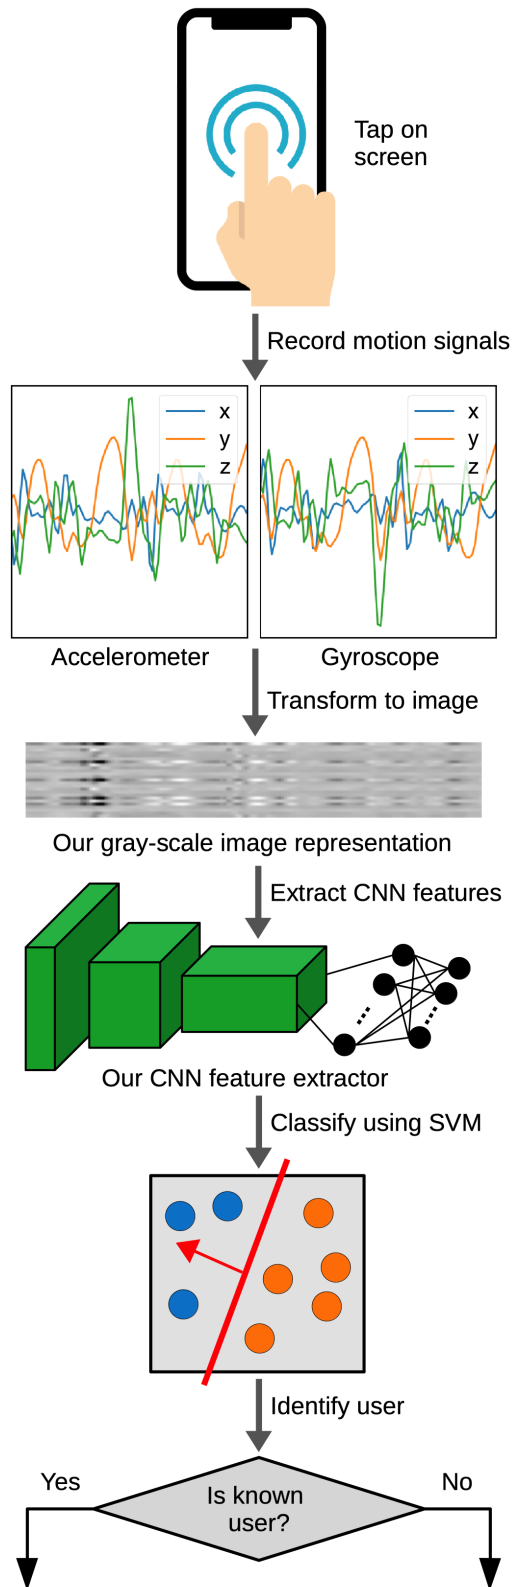 Tap on
screen
Record motion signals
x
y
z
x
y
z
Accelerometer
Gyroscope
Transform to image
Our gray-scale image representation
Extract CNN features
Our CNN feature extractor
Classify using SVM
Identify user
Yes
No
Is known
user?